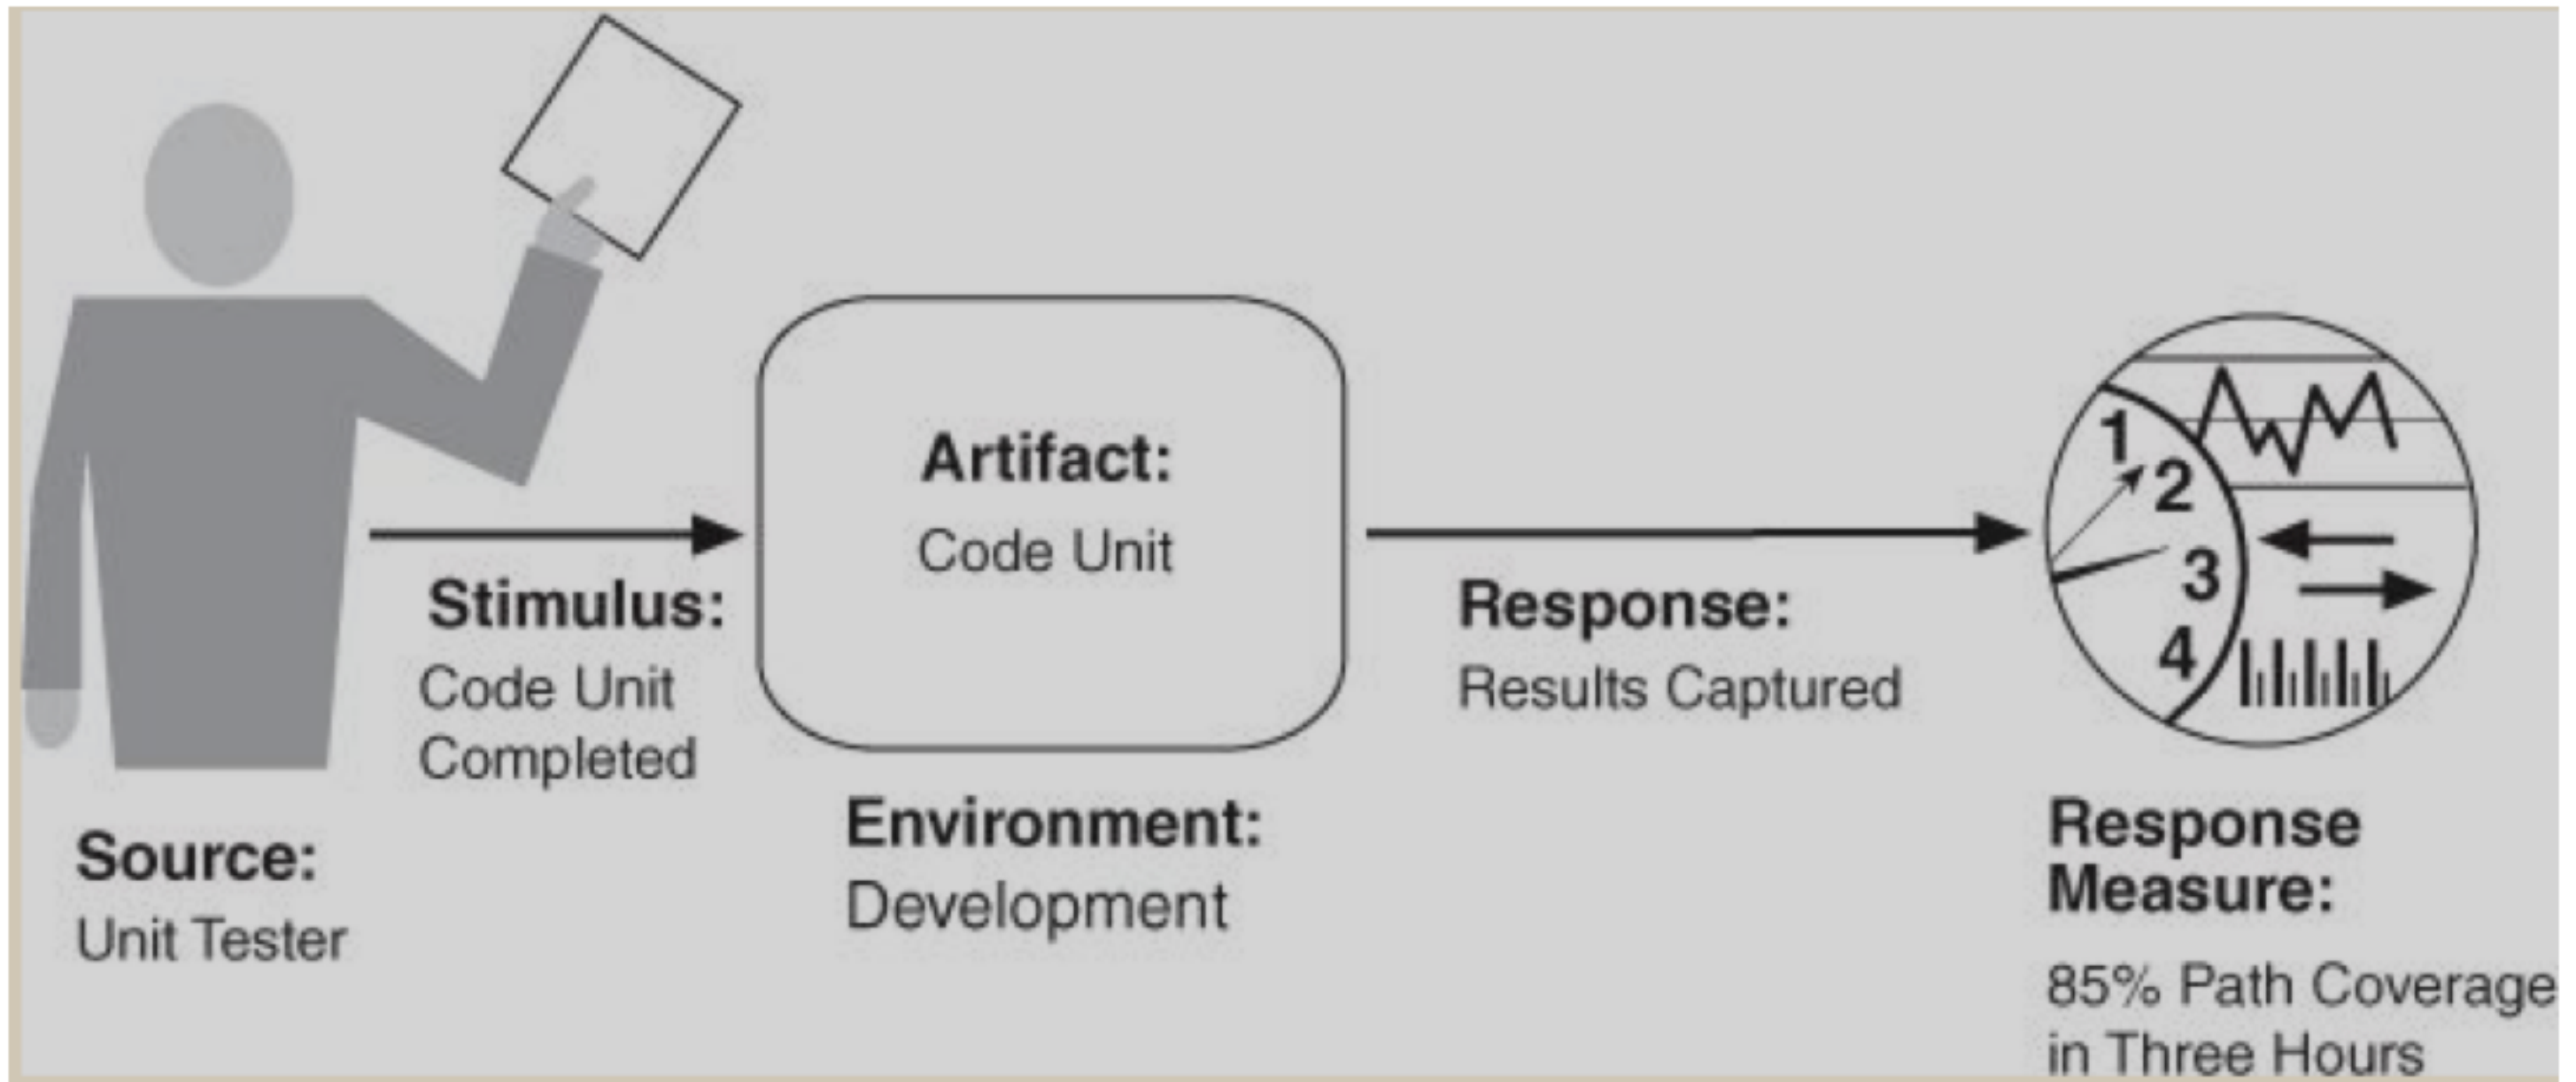 Source:
Unit Tester
Stimulus:
Code Unit
Completed
Artifact:
Code Unit
Environment:
Development
Response:
Results Captured
1
2
3
4
Response
Measure:
85% Path Coverage
in Three Hours